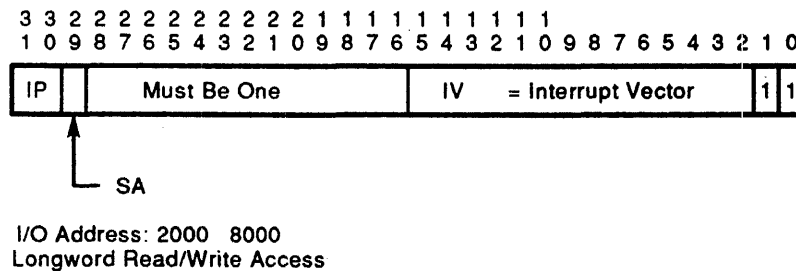 3 3 2 2 2 2 2 2 2 2 2 2 1 1 1 1 1 1 1 1 1 1
1 0 9 8 7 6 5 4 3 2 1 0 9 8 7 6 5 4 3 2 1 0 9 8 7 6 5 4 3 2 1 0
IP Must Be One IV = Interrupt Vector 1 1
SA
I/O Address: 2000 8000
Longword Read/Write Access